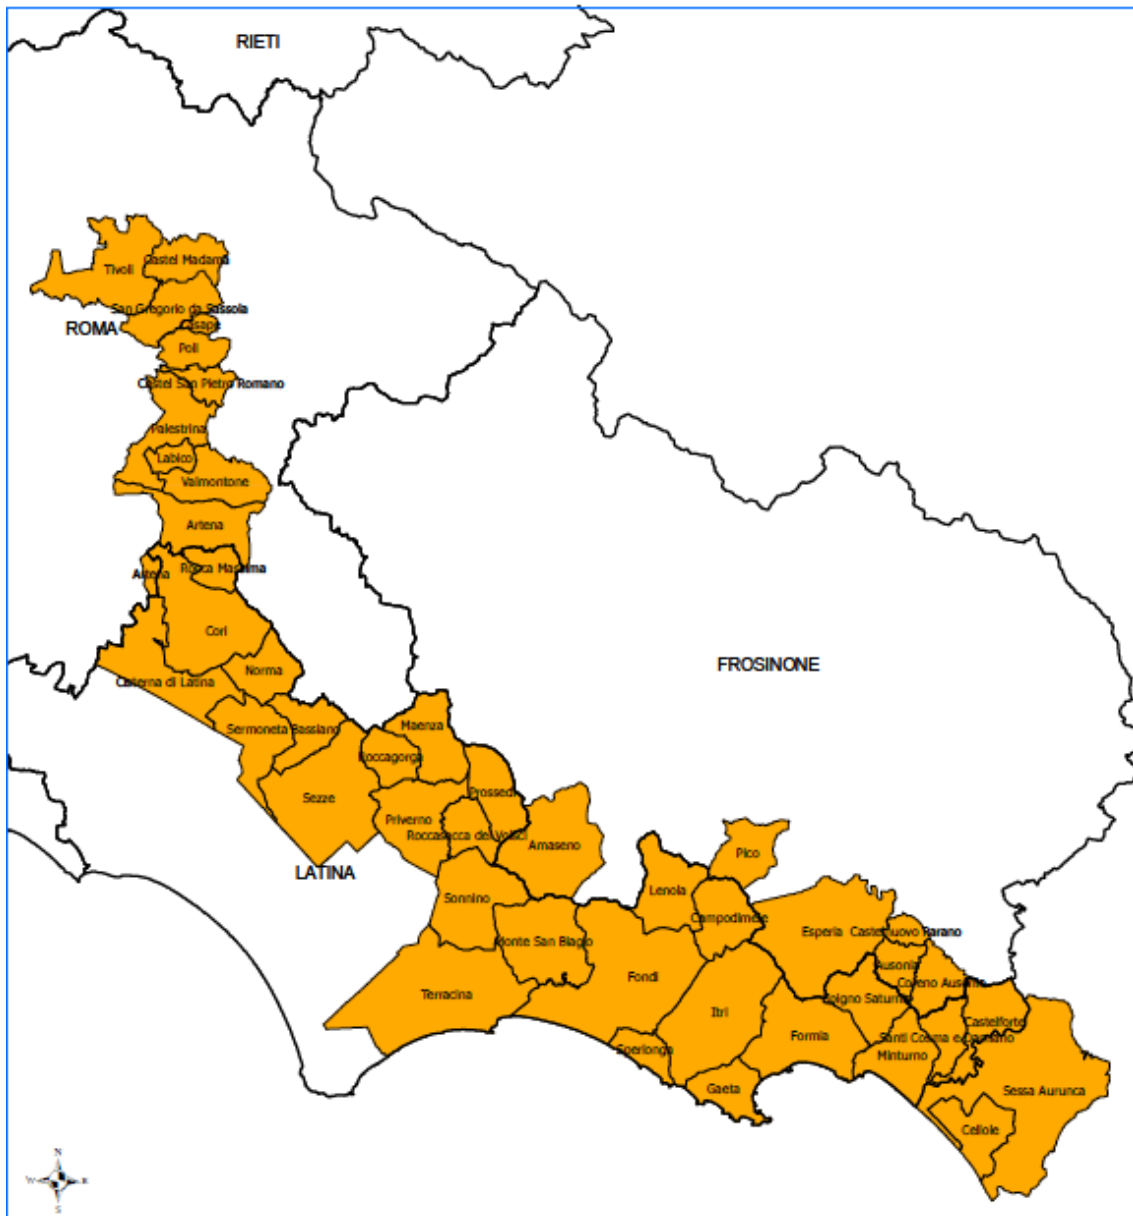 RIETI
Tivoli
Castel Madama
San Gregorio da Sassola
ROMA
Casape
Poli
Castel San Pietro Romano
Palestrina
Labico
Valmontone
Artena
Artena
Rocca Massima
Cori
FROSINONE
Norma
Cisterna di Latina
Sermoneta
Bassiano
Maenza
Roccagorga
Sezze
Prossedi
Priverno
Roccasecca dei Volsci
Amaseno
Pico
LATINA
Lenola
Sonnino
Campodimele
Esperia
Castelnuovo Parano
Monte San Biagio
Ausonia
Fondi
Coreno Ausonio
Terracina
Spigno Saturnia
Itri
Castelforte
Formia
Santi Cosma e Damiano
Sperlonga
Minturno
Gaeta
Sessa Aurunca
Cellole
N
W
S